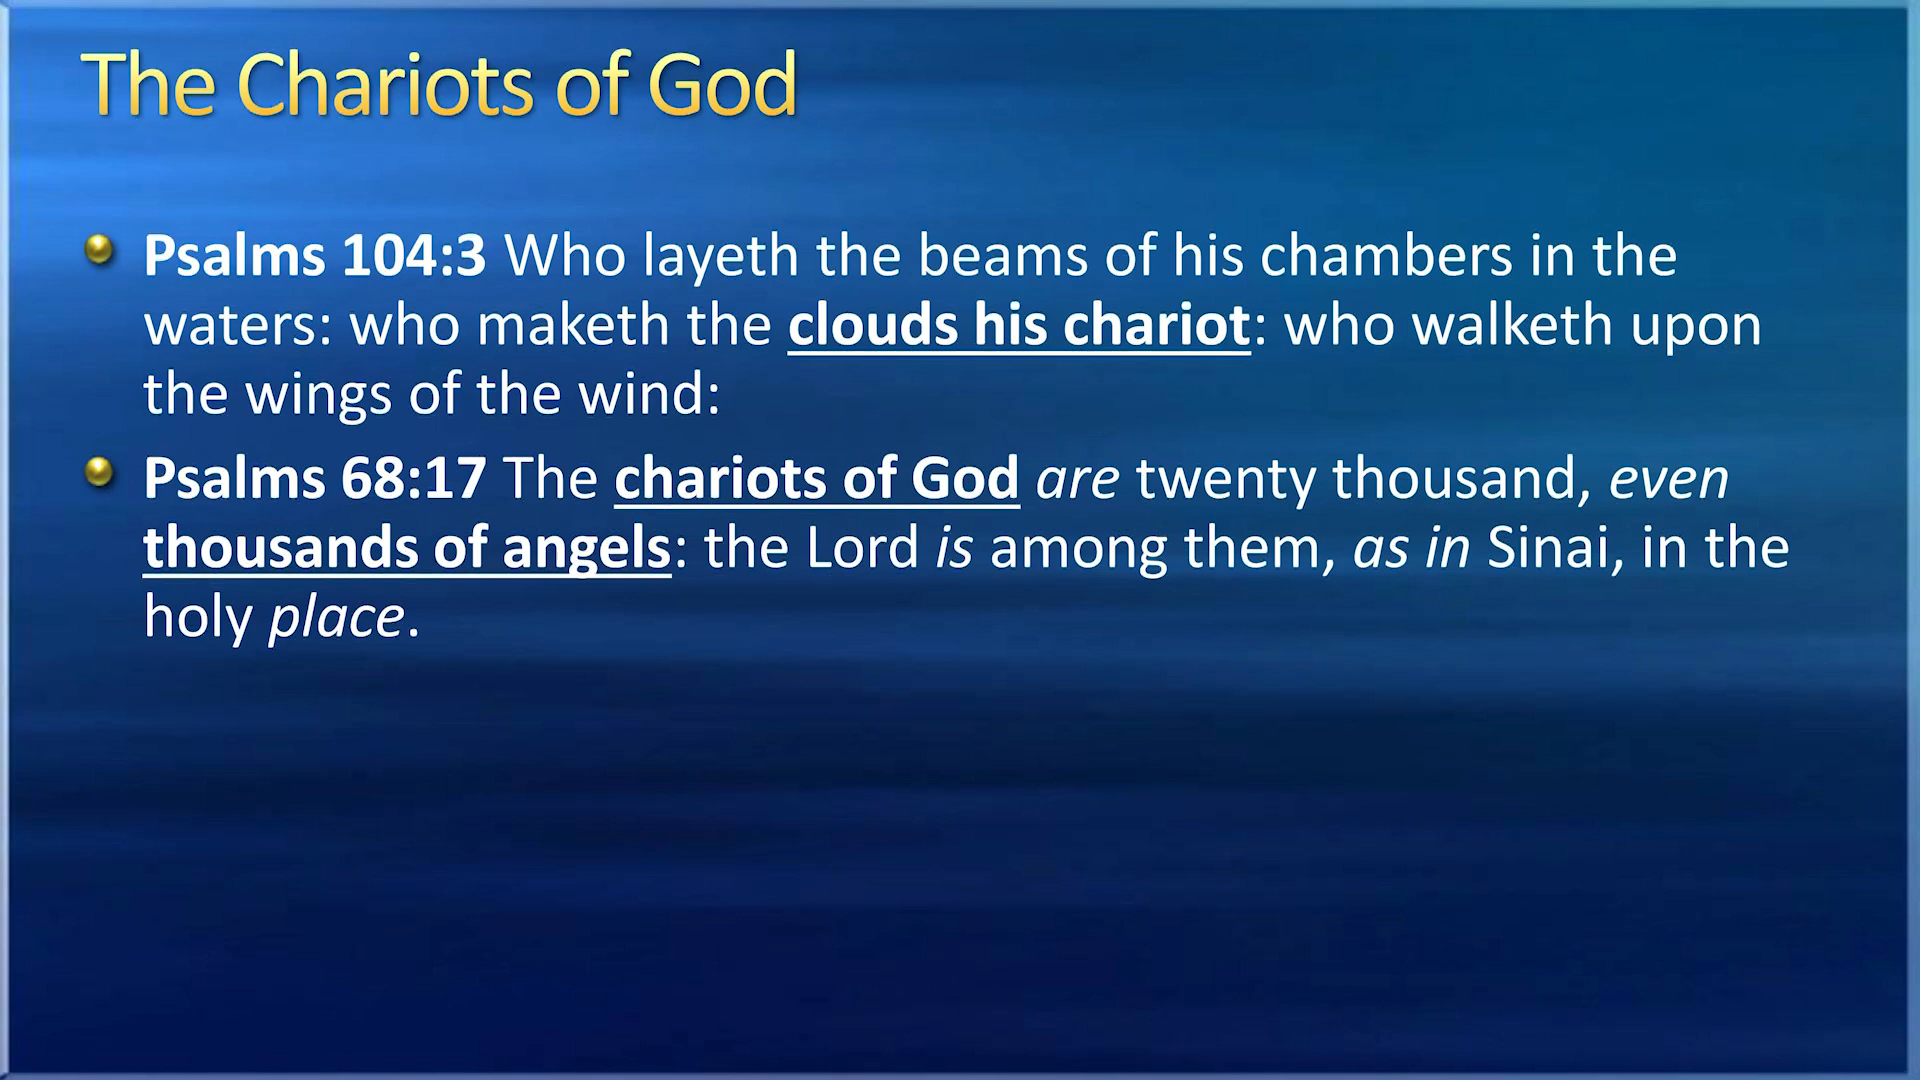 The Chariots of God
Psalms 104:3 Who layeth the beams of his chambers in the
waters: who maketh the clouds his chariot: who walketh upon
the wings of the wind:
Psalms 68:17 The chariots of God are twenty thousand, even
thousands of angels: the Lord is among them, as in Sinai, in the
holy place.